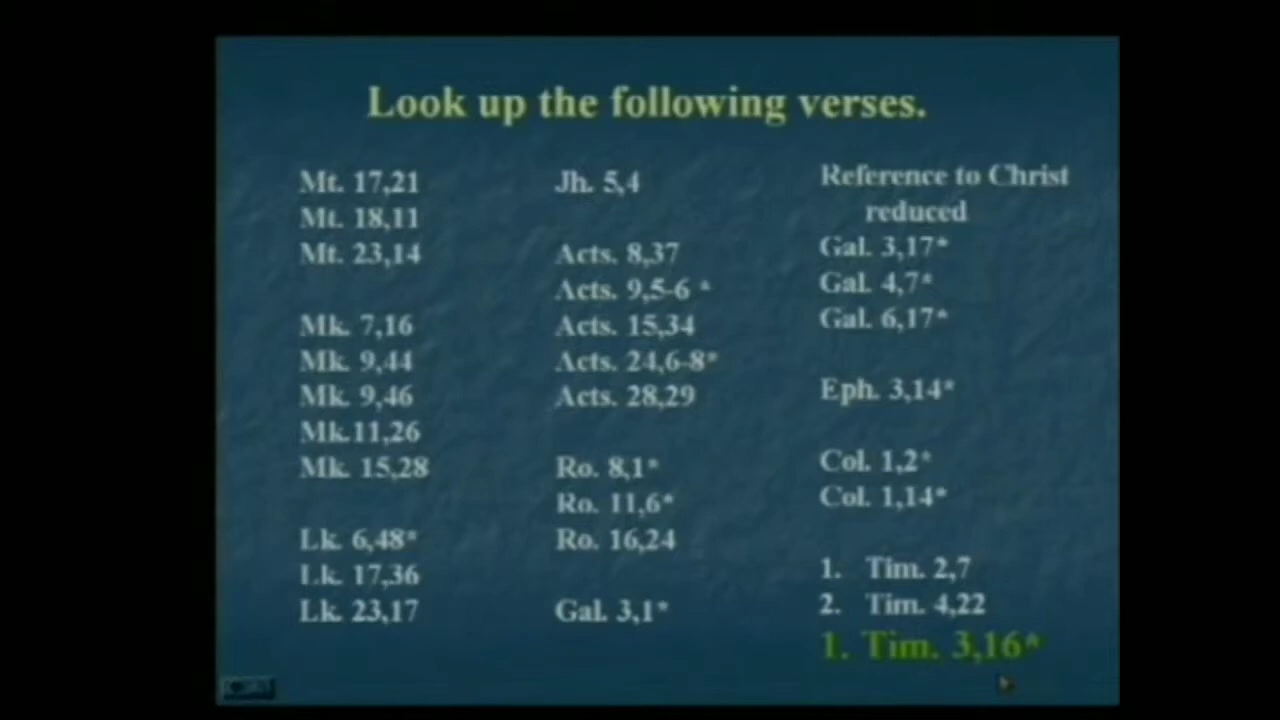 Look up the following verses.
Mt. 17,21
Mt. 18,11
Mt. 23,14
Mk. 7,16
Mk. 9,44
Mk. 9,46
Mk.11,26
Mk. 15,28
Lk. 6,48*
Lk. 17,36
Lk. 23,17
Jh. 5,4
Acts. 8,37
Acts. 9,5-6 *
Acts. 15,34
Acts. 24,6-8*
Acts. 28,29
Ro. 8,1*
Ro. 11,6*
Ro. 16,24
Gal. 3,1*
Reference to Christ
reduced
Gal. 3,17*
Gal. 4,7*
Gal. 6,17*
Eph. 3,14*
Col. 1,2*
Col. 1,14*
1. Tim. 2,7
2. Tim. 4,22
1. Tim. 3,16*